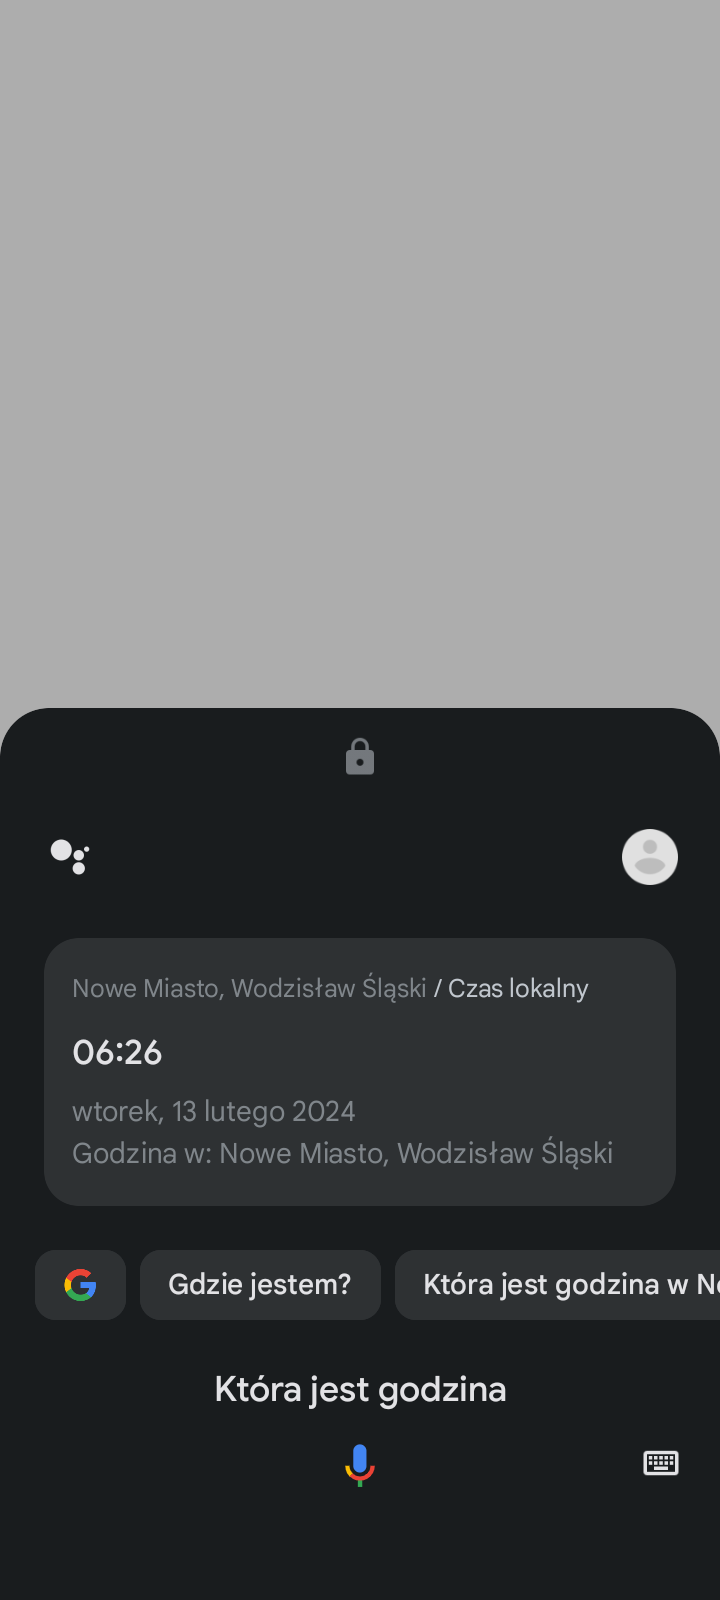 Nowe Miasto, Wodzisław Śląski / Czas lokalny
06:26
wtorek, 13 lutego 2024
Godzina w: Nowe Miasto, Wodzisław Śląski
Gdzie jestem?
Która jest godzina w
Która jest godzina